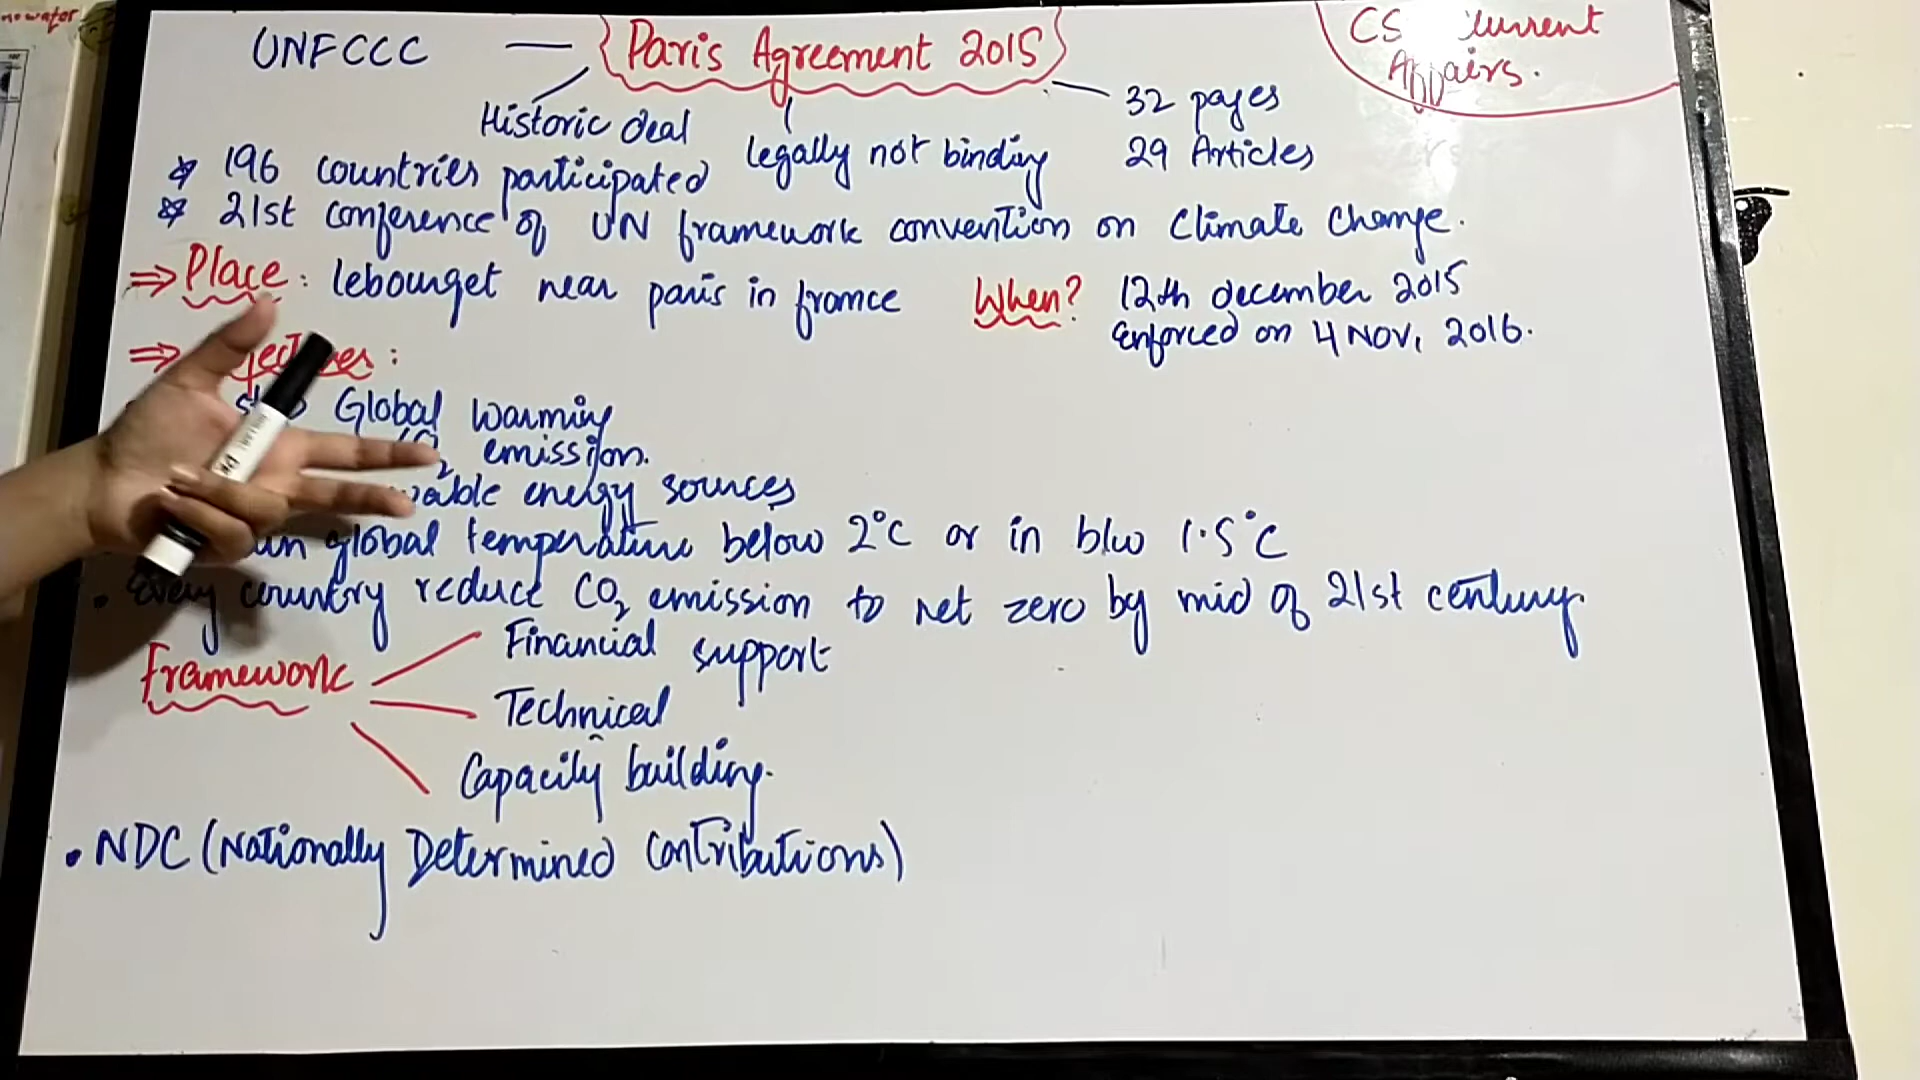 no water
UNFCCC — Paris Agreement 2015
CS Current
Affairs.
Historic deal
legally not binding
32 pages
29 Articles
196 countries participated
21st conference of UN framework convention on Climate Change.
⇒ Place: lebourget near paris in france
When? 12th december 2015
Enforced on 4 Nov, 2016.
Global Warming
emission.
energy sources
global temperature below 2°C or in blw 1.5°C
• Every country reduce CO2 emission to net zero by mid of 21st century.
framework
Financial support
Technical
Capacity building.
• NDC (Nationally Determined Contributions)